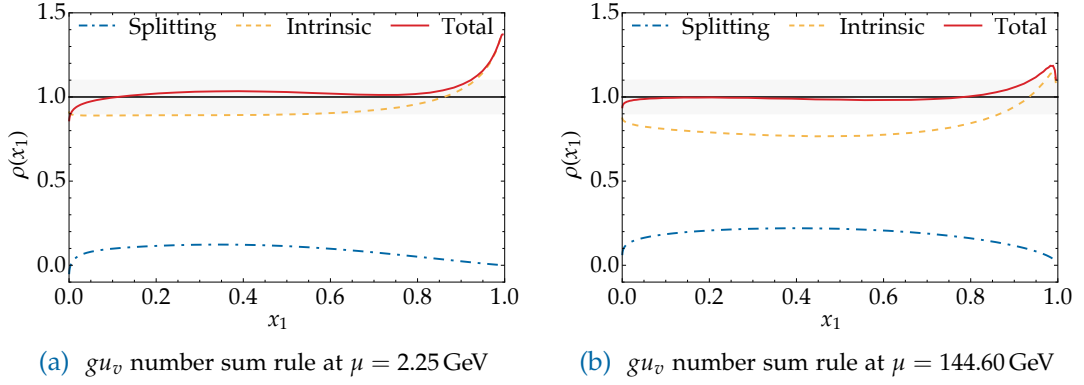 Splitting Intrinsic Total
1.5
1.0
0.5
0.0
ρ(x₁)
0.0 0.2 0.4 0.6 0.8 1.0
x₁
(a) guᵥ number sum rule at μ = 2.25 GeV
Splitting Intrinsic Total
1.5
1.0
0.5
0.0
ρ(x₁)
0.0 0.2 0.4 0.6 0.8 1.0
x₁
(b) guᵥ number sum rule at μ = 144.60 GeV